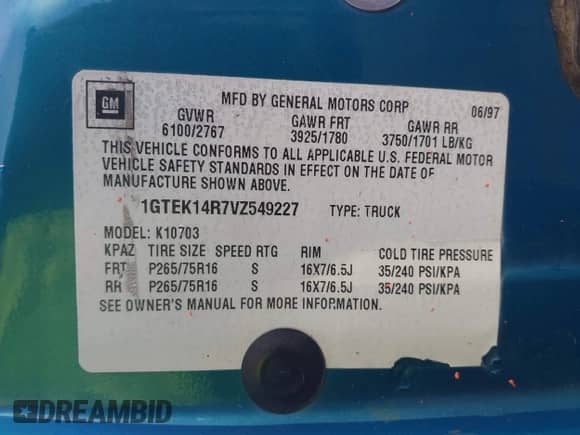 GM
MFD BY GENERAL MOTORS CORP 06/97
GVWR GAWR FRT GAWR RR
6100/2767 3925/1780 3750/1701 LB/KG
THIS VEHICLE CONFORMS TO ALL APPLICABLE U.S. FEDERAL MOTOR
VEHICLE SAFETY STANDARDS IN EFFECT ON THE DATE OF
MANUFACTURE SHOWN ABOVE.
1GTEK14R7VZ549227 TYPE: TRUCK
MODEL: K10703
KPAZ TIRE SIZE SPEED RTG RIM COLD TIRE PRESSURE
FRT P265/75R16 S 16X7/6.5J 35/240 PSI/KPA
RR P265/75R16 S 16X7/6.5J 35/240 PSI/KPA
SEE OWNER'S MANUAL FOR MORE INFORMATION.
DREAMBID